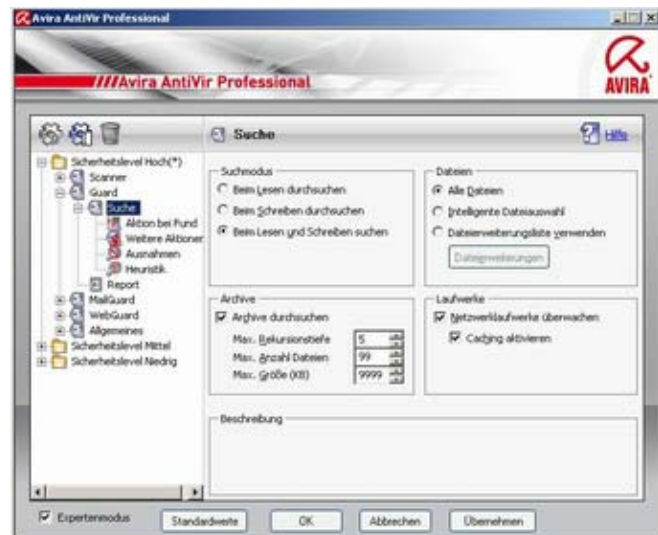 Avira AntiVir Professional
////Avira AntiVir Professional
AVIRA
Suche
Hilfe
Sicherheitslevel Hoch(*)
Scanner
Guard
Suche
Aktion bei Fund
Weitere Aktioner
Ausnahmen
Heuristik
Report
MailGuard
WebGuard
Allgemeines
Sicherheitslevel Mittel
Sicherheitslevel Niedrig
Suchmodus
Beim Lesen durchsuchen
Beim Schreiben durchsuchen
Beim Lesen und Schreiben suchen
Dateien
Alle Dateien
Intelligente Dateiauswahl
Dateierweiterungsliste verwenden
Dateierweiterungen
Archive
Archive durchsuchen
Max. Rekursionstiefe 5
Max. Anzahl Dateien 99
Max. Größe (KB) 9999
Laufwerke
Netzwerklaufwerke überwachen
Caching aktivieren
Beschreibung
Expertenmodus
Standardwerte
OK
Abbrechen
Übernehmen